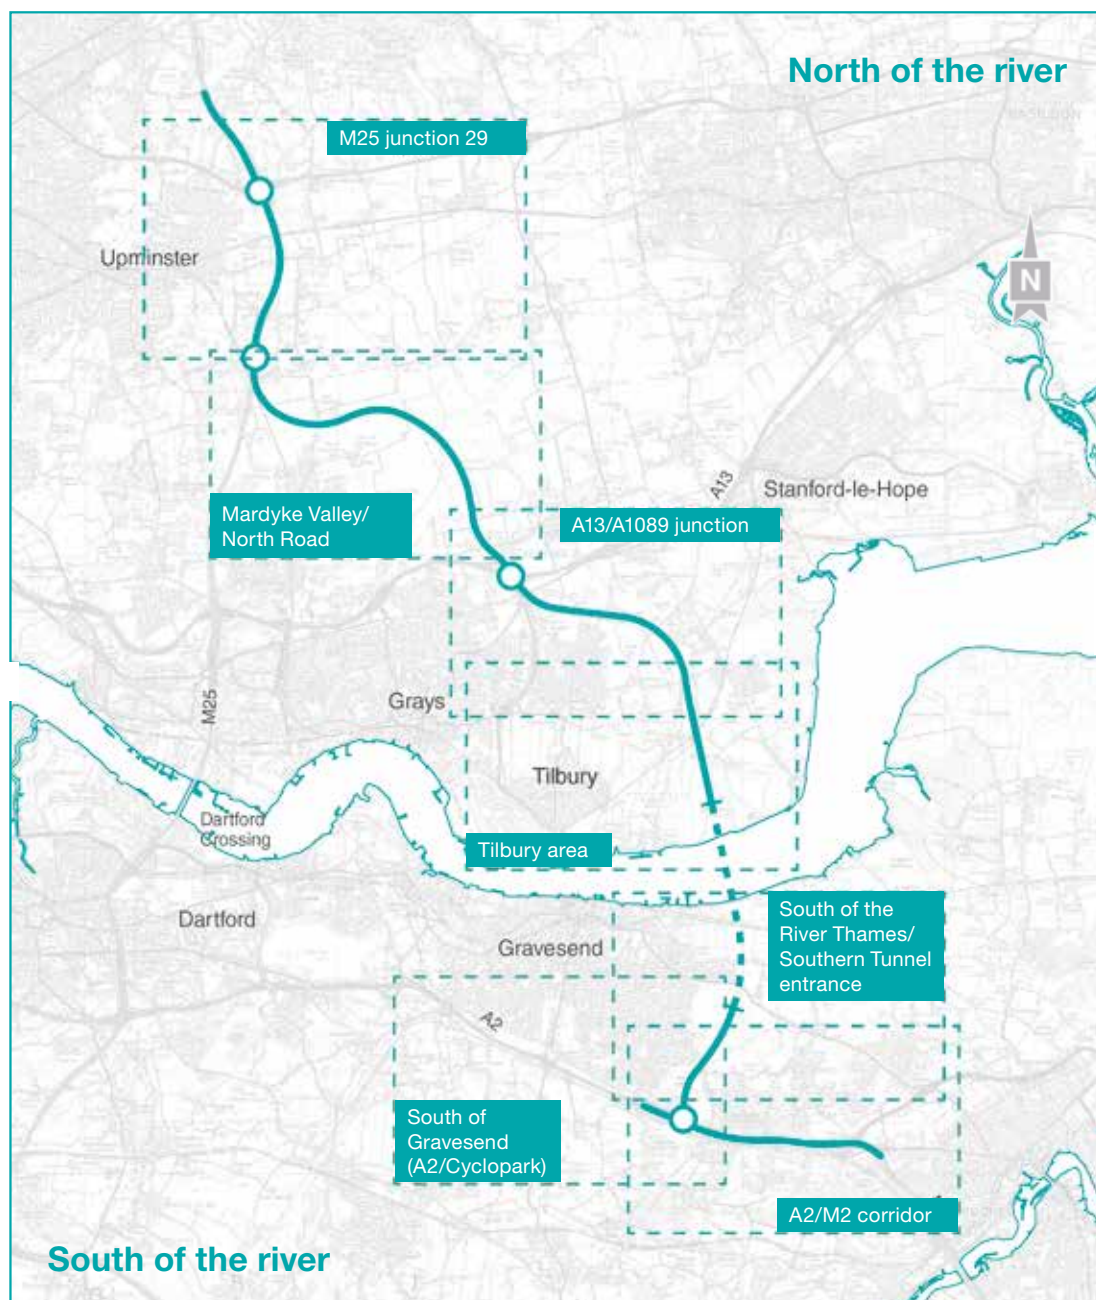 North of the river
M25 junction 29
BASILDON
N
Upminster
A13
Stanford-le-Hope
Mardyke Valley/
North Road
A13/A1089 junction
M25
Grays
Tilbury
Dartford
Crossing
Tilbury area
Dartford
Gravesend
South of the
River Thames/
Southern Tunnel
entrance
A2
South of
Gravesend
(A2/Cyclopark)
A2/M2 corridor
South of the river